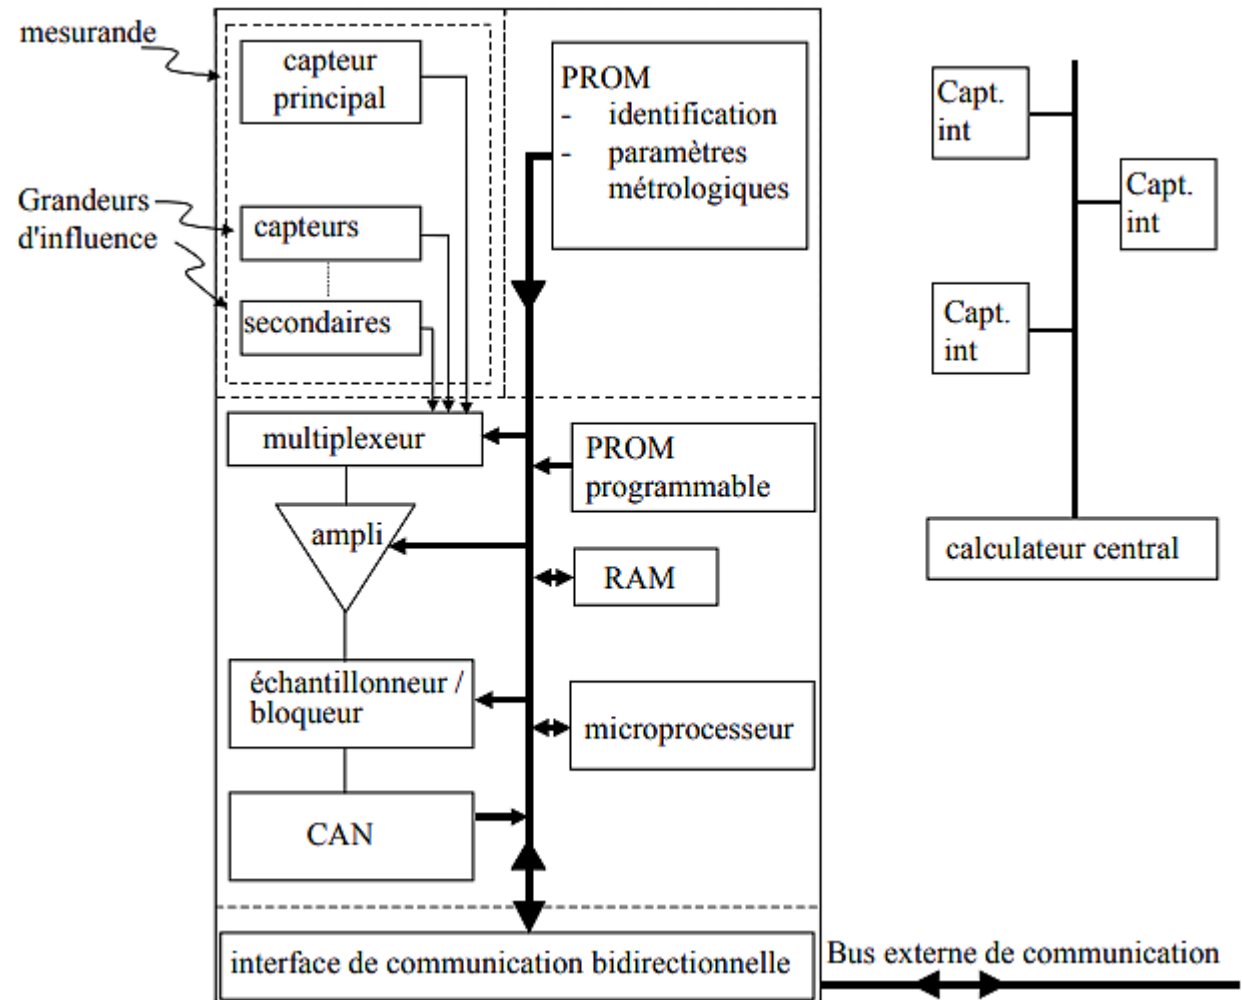 mesurande
capteur
principal
Grandeurs
d'influence
capteurs
secondaires
PROM
- identification
- paramètres
métrologiques
multiplexeur
ampli
échantillonneur /
bloqueur
CAN
PROM
programmable
RAM
microprocesseur
interface de communication bidirectionnelle
Bus externe de communication
Capt.
int
Capt.
int
Capt.
int
calculateur central